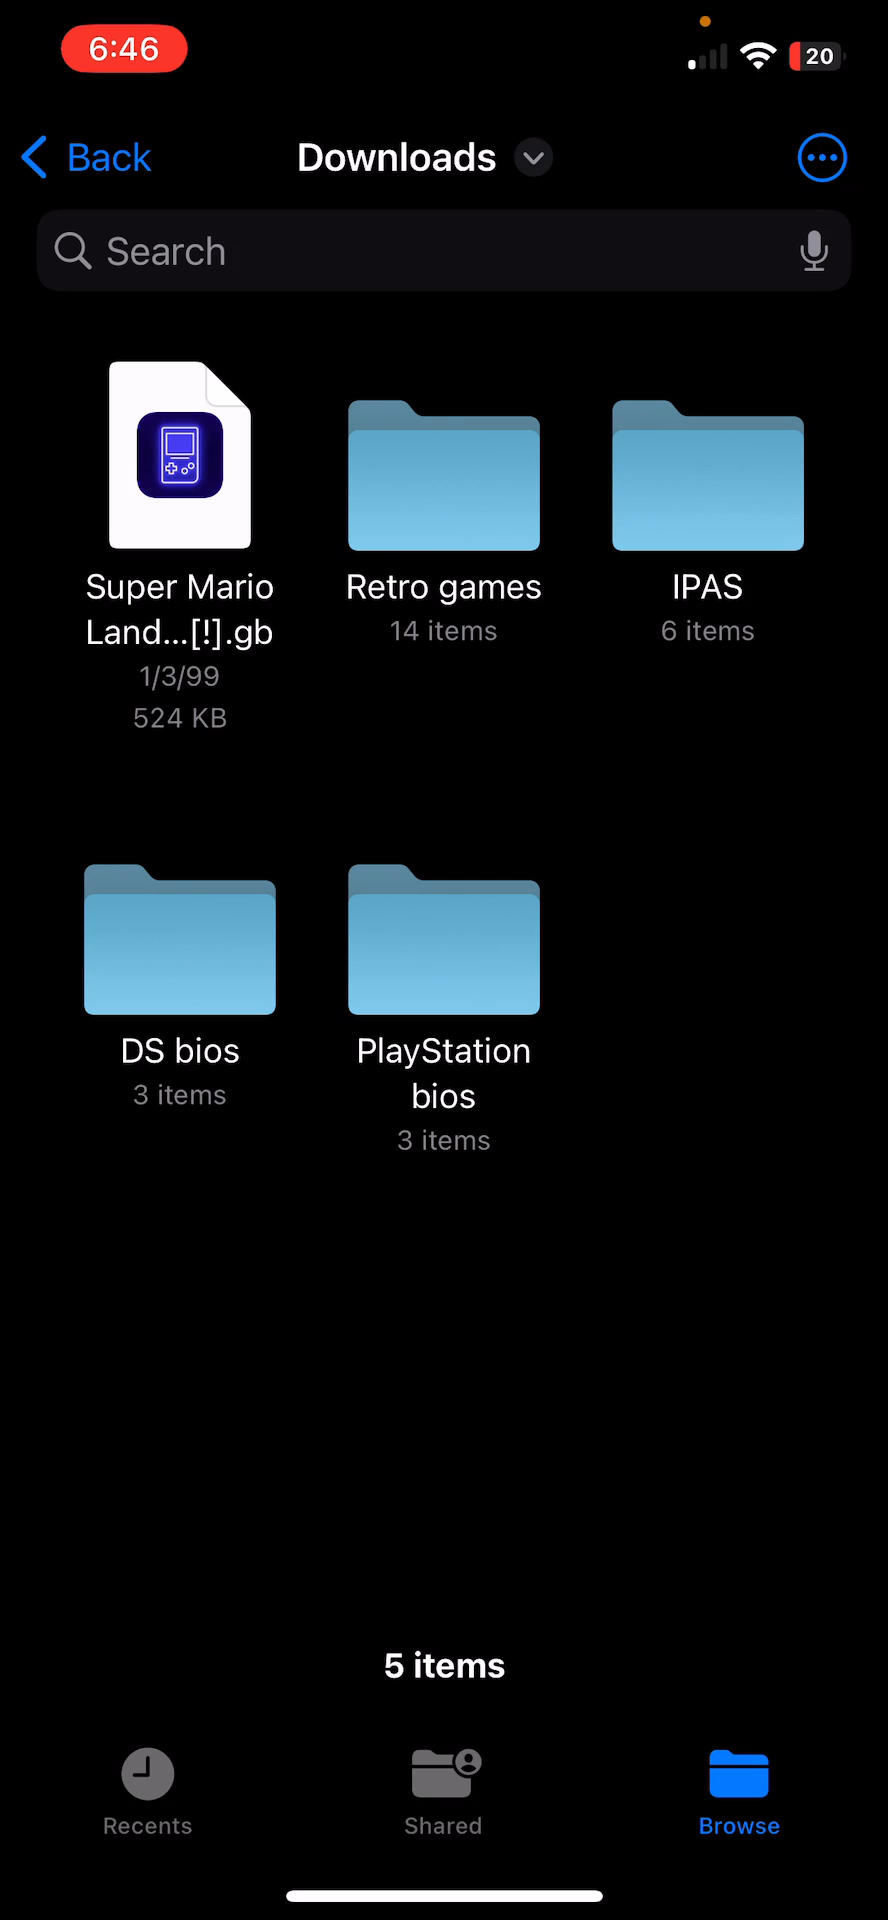 6:46
20
Back
Downloads
Search
Super Mario
Land...[!].gb
1/3/99
524 KB
Retro games
14 items
IPAS
6 items
DS bios
3 items
PlayStation
bios
3 items
5 items
Recents
Shared
Browse